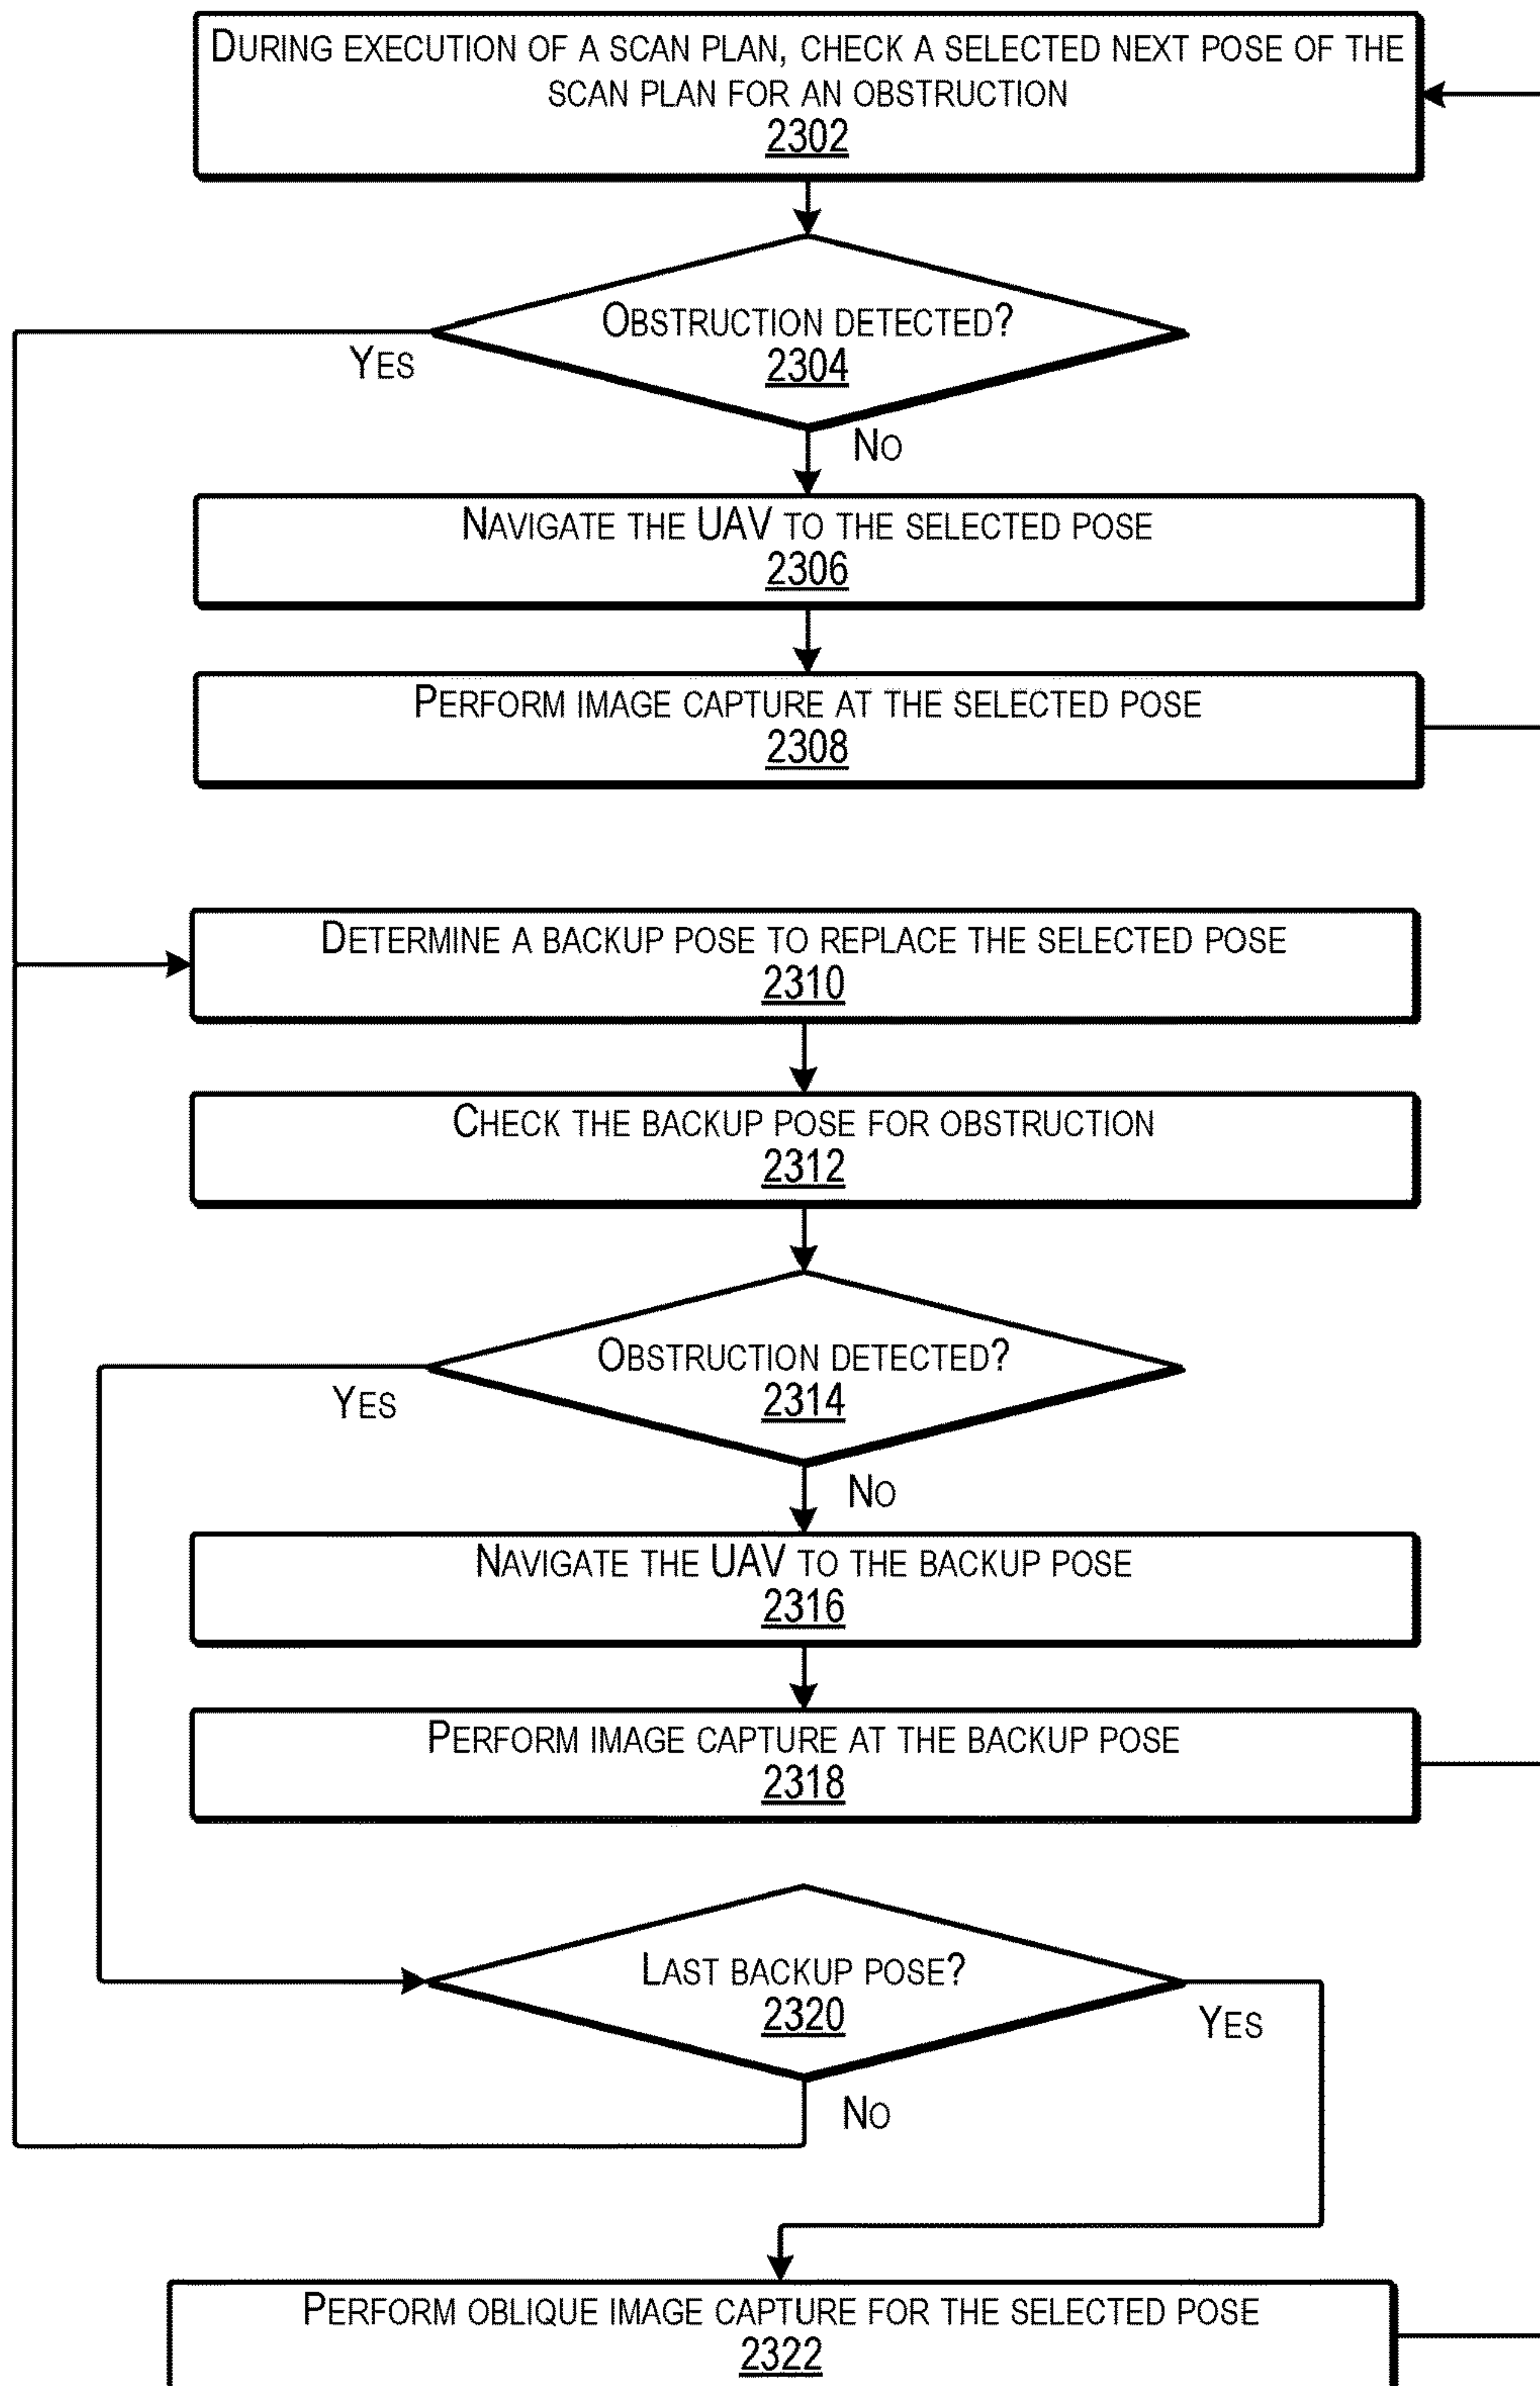 DURING EXECUTION OF A SCAN PLAN, CHECK A SELECTED NEXT POSE OF THE
SCAN PLAN FOR AN OBSTRUCTION
2302
OBSTRUCTION DETECTED?
2304
YES
NO
NAVIGATE THE UAV TO THE SELECTED POSE
2306
PERFORM IMAGE CAPTURE AT THE SELECTED POSE
2308
DETERMINE A BACKUP POSE TO REPLACE THE SELECTED POSE
2310
CHECK THE BACKUP POSE FOR OBSTRUCTION
2312
OBSTRUCTION DETECTED?
2314
YES
NO
NAVIGATE THE UAV TO THE BACKUP POSE
2316
PERFORM IMAGE CAPTURE AT THE BACKUP POSE
2318
LAST BACKUP POSE?
2320
YES
NO
PERFORM OBLIQUE IMAGE CAPTURE FOR THE SELECTED POSE
2322